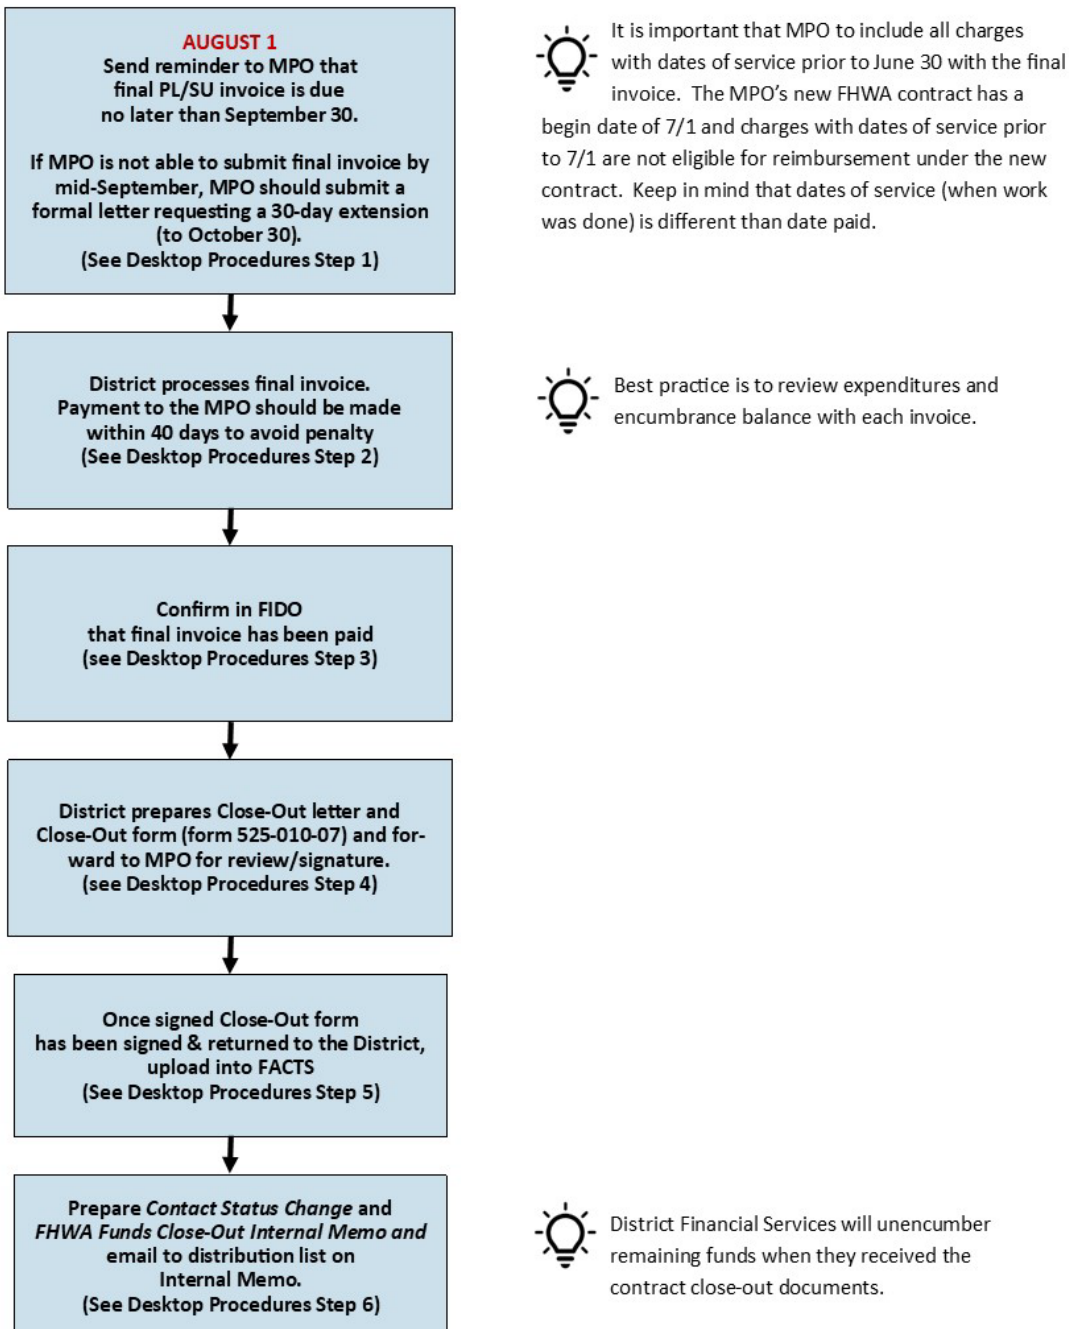 AUGUST 1
Send reminder to MPO that
final PL/SU invoice is due
no later than September 30.
If MPO is not able to submit final invoice by
mid-September, MPO should submit a
formal letter requesting a 30-day extension
(to October 30).
(See Desktop Procedures Step 1)
It is important that MPO to include all charges
with dates of service prior to June 30 with the final
invoice. The MPO’s new FHWA contract has a
begin date of 7/1 and charges with dates of service prior
to 7/1 are not eligible for reimbursement under the new
contract. Keep in mind that dates of service (when work
was done) is different than date paid.
District processes final invoice.
Payment to the MPO should be made
within 40 days to avoid penalty
(See Desktop Procedures Step 2)
Best practice is to review expenditures and
encumbrance balance with each invoice.
Confirm in FIDO
that final invoice has been paid
(see Desktop Procedures Step 3)
District prepares Close-Out letter and
Close-Out form (form 525-010-07) and for-
ward to MPO for review/signature.
(see Desktop Procedures Step 4)
Once signed Close-Out form
has been signed & returned to the District,
upload into FACTS
(See Desktop Procedures Step 5)
Prepare Contact Status Change and
FHWA Funds Close-Out Internal Memo and
email to distribution list on
Internal Memo.
(See Desktop Procedures Step 6)
District Financial Services will unencumber
remaining funds when they received the
contract close-out documents.